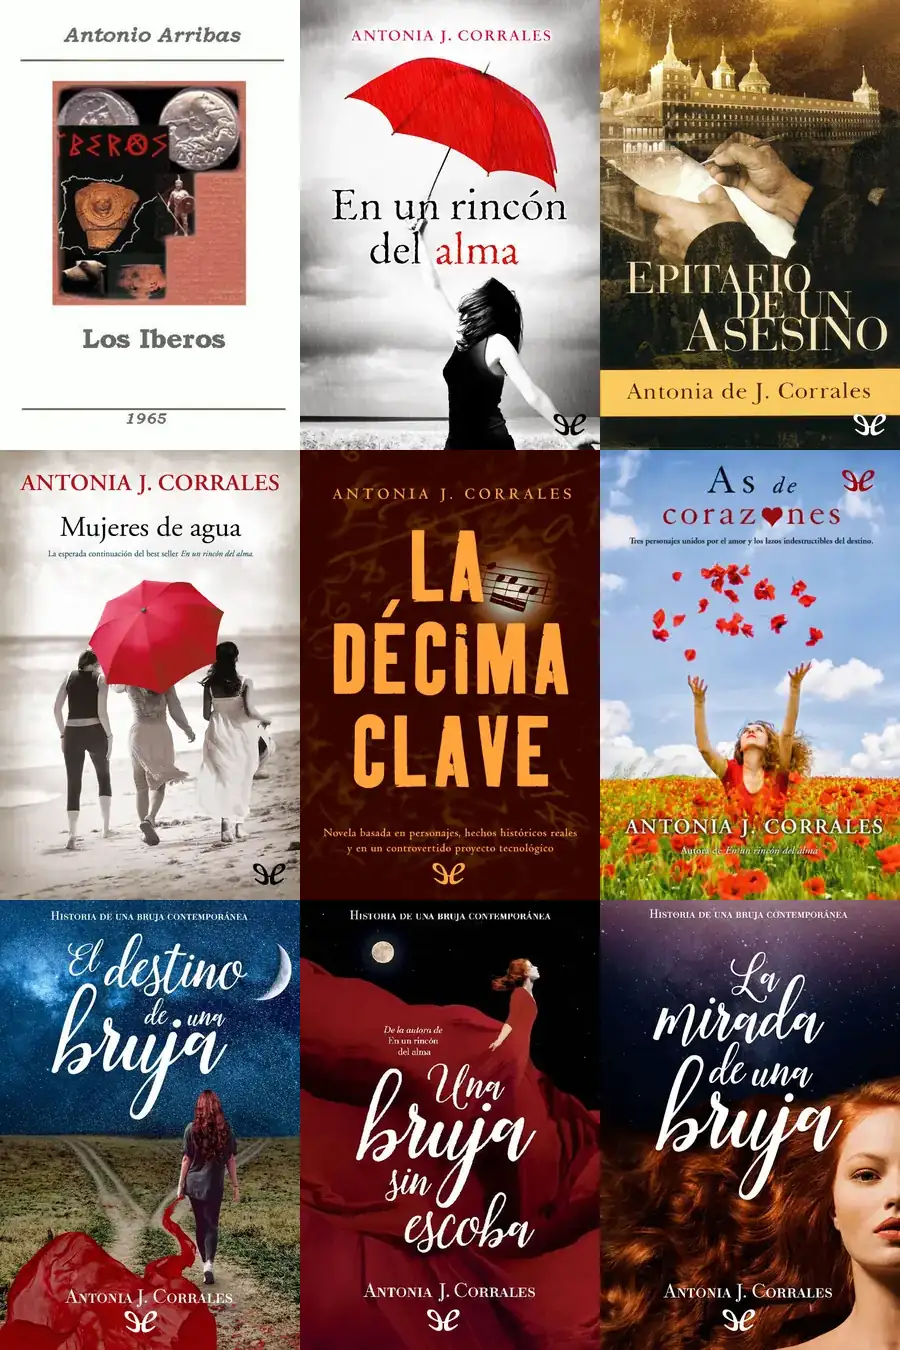 Antonio Arribas
IBEROS
Los Iberos
1965
ANTONIA J. CORRALES
En un rincón
del alma
EPITAFIO
DE UN
ASESINO
Antonia de J. Corrales
ANTONIA J. CORRALES
Mujeres de agua
La esperada continuación del best seller En un rincón del alma.
ANTONIA J. CORRALES
LA
DÉCIMA
CLAVE
Novela basada en personajes, hechos históricos reales
y en un controvertido proyecto tecnológico
As de
corazones
Tres personajes unidos por el amor y los lazos indestructibles del destino.
ANTONIA J. CORRALES
Autora de En un rincón del alma
HISTORIA DE UNA BRUJA CONTEMPORÁNEA
El destino
de una
bruja
ANTONIA J. CORRALES
HISTORIA DE UNA BRUJA CONTEMPORÁNEA
De la autora de
En un rincón
del alma
Una
bruja
sin
escoba
ANTONIA J. CORRALES
HISTORIA DE UNA BRUJA CONTEMPORÁNEA
La
mirada
de una
bruja
ANTONIA J. CORRALES